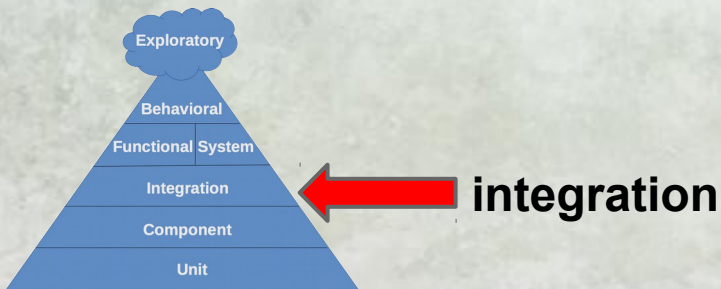 Exploratory
Behavioral
Functional System
Integration
integration
Component
Unit